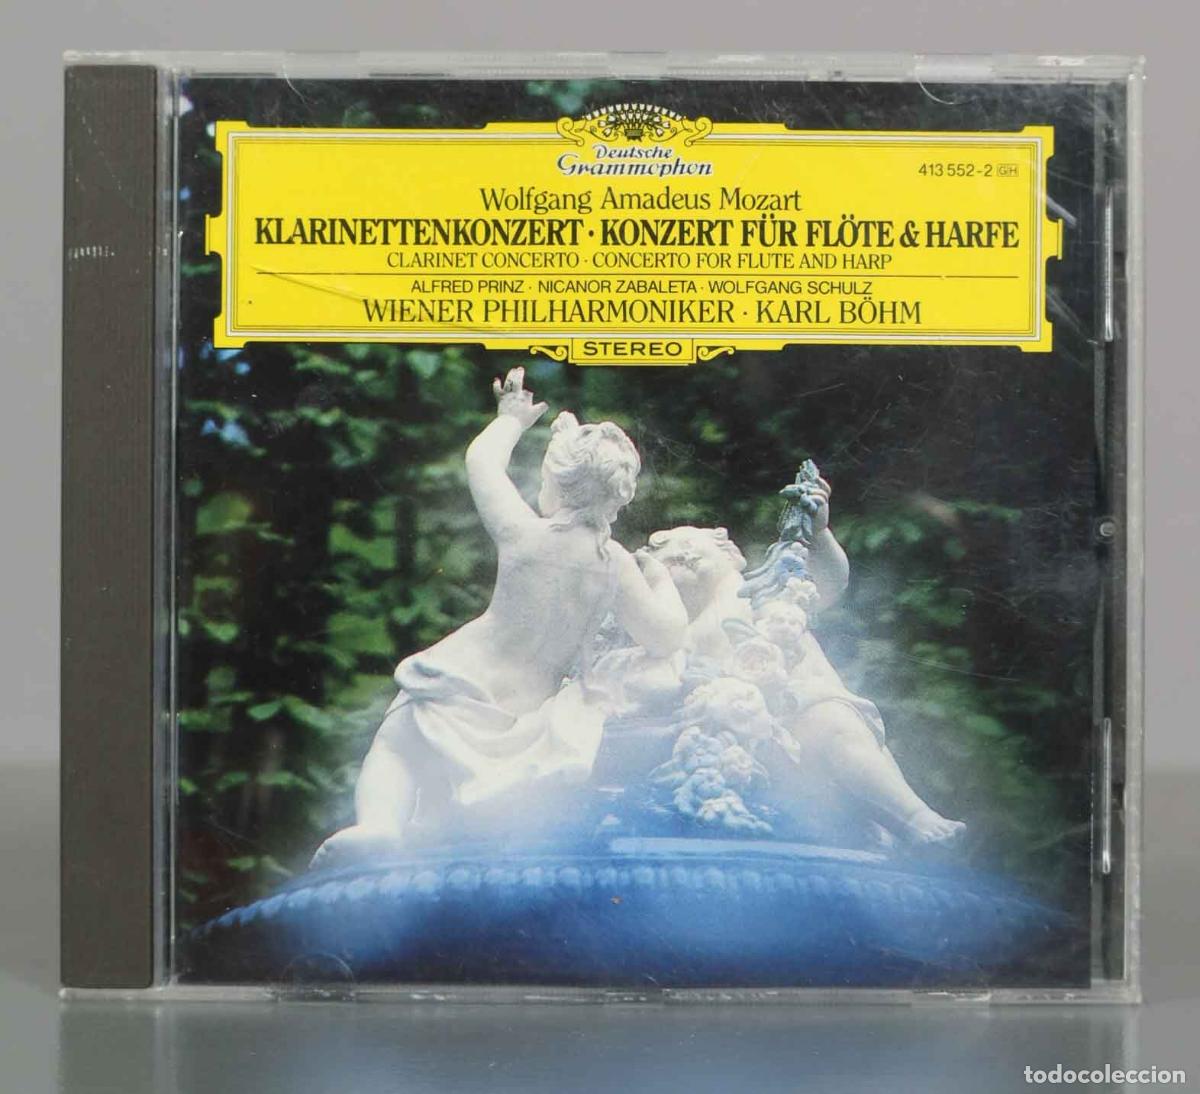 Deutsche
Grammophon
413 552-2 GH
Wolfgang Amadeus Mozart
KLARINETTENKONZERT · KONZERT FÜR FLÖTE & HARFE
CLARINET CONCERTO · CONCERTO FOR FLUTE AND HARP
ALFRED PRINZ · NICANOR ZABALETA · WOLFGANG SCHULZ
WIENER PHILHARMONIKER · KARL BÖHM
STEREO
todocoleccion